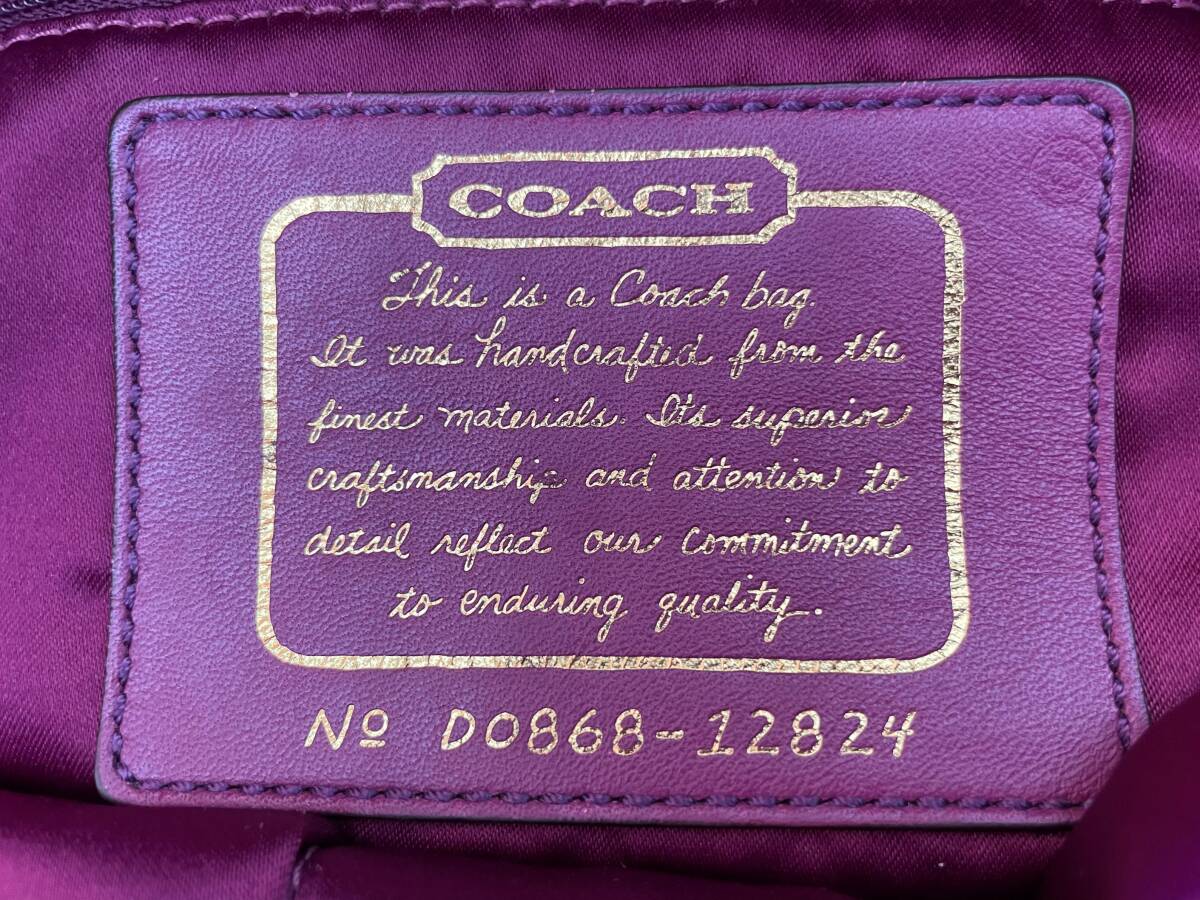 COACH
This is a Coach bag.
It was handcrafted from the
finest materials. It's superior
craftsmanship and attention to
detail reflect our commitment
to enduring quality.
No D0868-12824